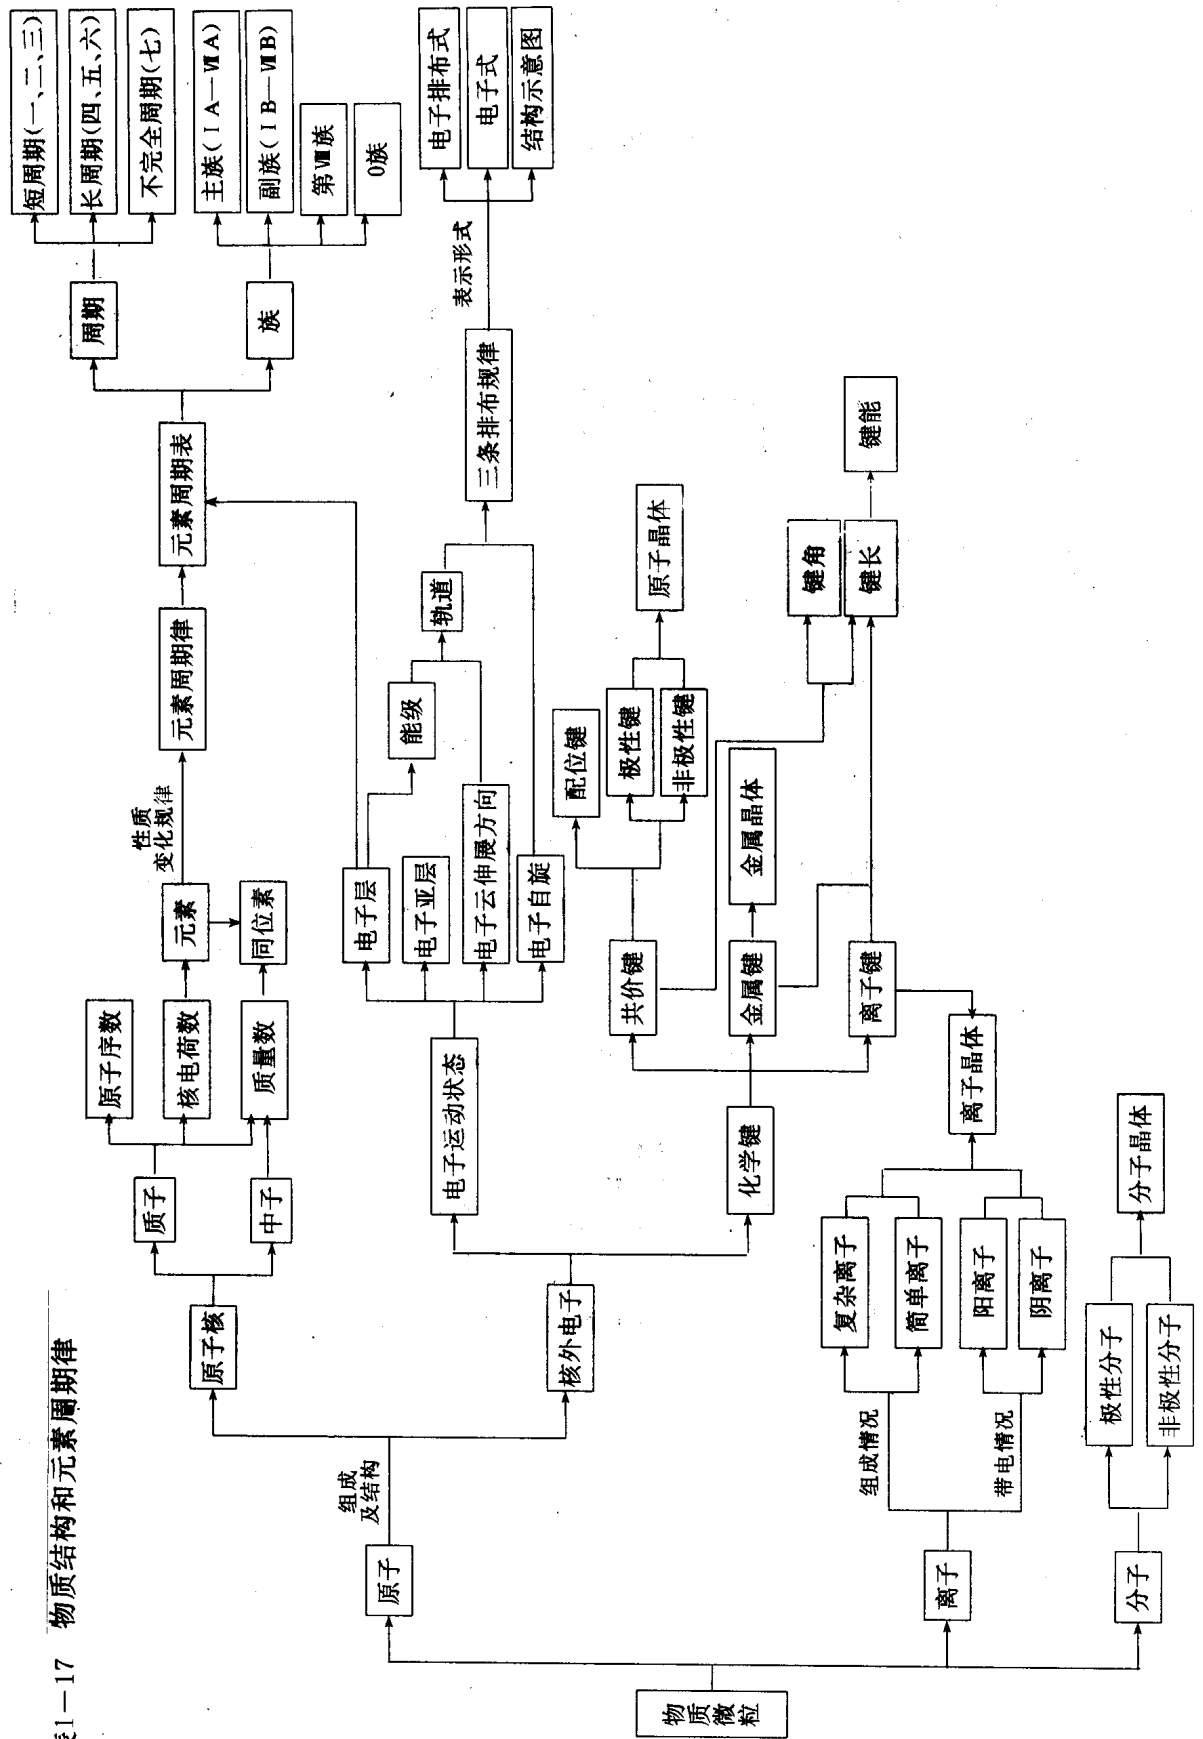 表1—17 物质结构和元素周期律
物质
微粒
原子
离子
分子
组成
及结构
原子核
核外电子
质子
中子
原子序数
核电荷数
质量数
元素
同位素
性质
变化规律
元素周期律
元素周期表
周期
族
短周期(一、二、三)
长周期(四、五、六)
不完全周期(七)
主族(ⅠA—ⅦA)
副族(ⅠB—ⅦB)
第Ⅷ族
0族
电子运动状态
电子层
电子亚层
电子云伸展方向
电子自旋
能级
轨道
三条排布规律
表示形式
电子排布式
电子式
结构示意图
化学键
共价键
金属键
离子键
配位键
极性键
非极性键
原子晶体
金属晶体
键角
键长
键能
组成情况
带电情况
复杂离子
简单离子
阳离子
阴离子
离子晶体
极性分子
非极性分子
分子晶体